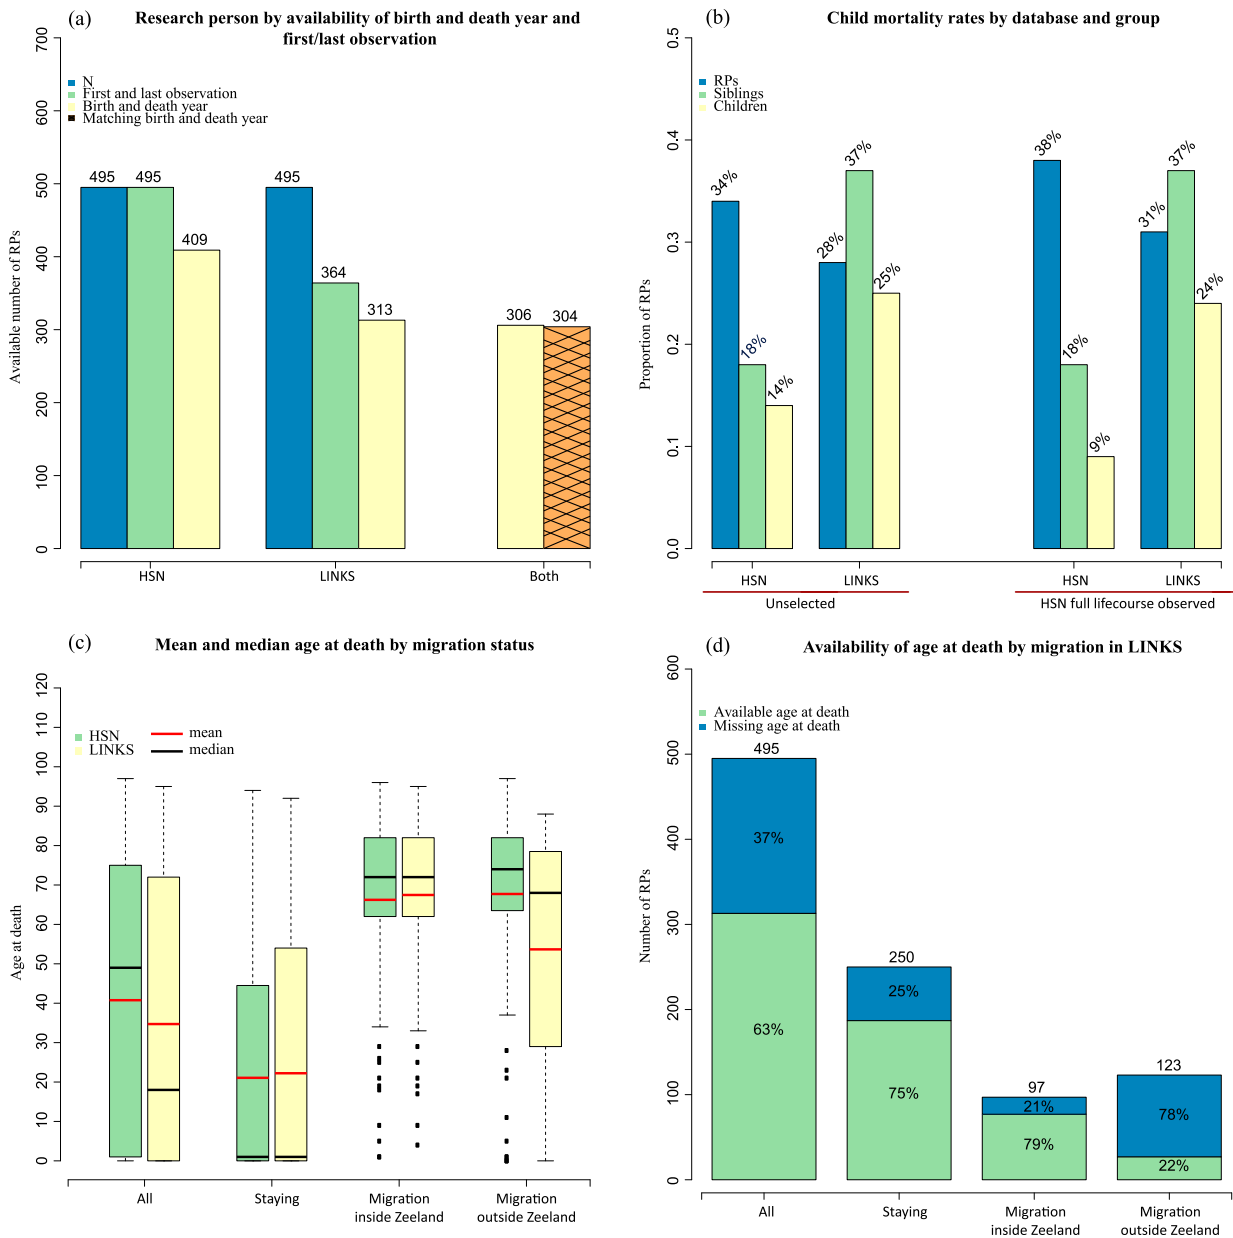 (a)
Research person by availability of birth and death year and
first/last observation
Available number of RPs
700
600
500
400
300
200
100
0
N
First and last observation
Birth and death year
Matching birth and death year
495
495
409
495
364
313
306
304
HSN
LINKS
Both
(b)
Child mortality rates by database and group
Proportion of RPs
0.5
0.4
0.3
0.2
0.1
0.0
RPs
Siblings
Children
34%
18%
14%
28%
37%
25%
38%
18%
9%
31%
37%
24%
HSN
LINKS
HSN
LINKS
Unselected
HSN full lifecourse observed
(c)
Mean and median age at death by migration status
Age at death
120
110
100
90
80
70
60
50
40
30
20
10
0
HSN
LINKS
mean
median
All
Staying
Migration
inside Zeeland
Migration
outside Zeeland
(d)
Availability of age at death by migration in LINKS
Number of RPs
600
500
400
300
200
100
0
Available age at death
Missing age at death
495
37%
63%
250
25%
75%
97
21%
79%
123
78%
22%
All
Staying
Migration
inside Zeeland
Migration
outside Zeeland